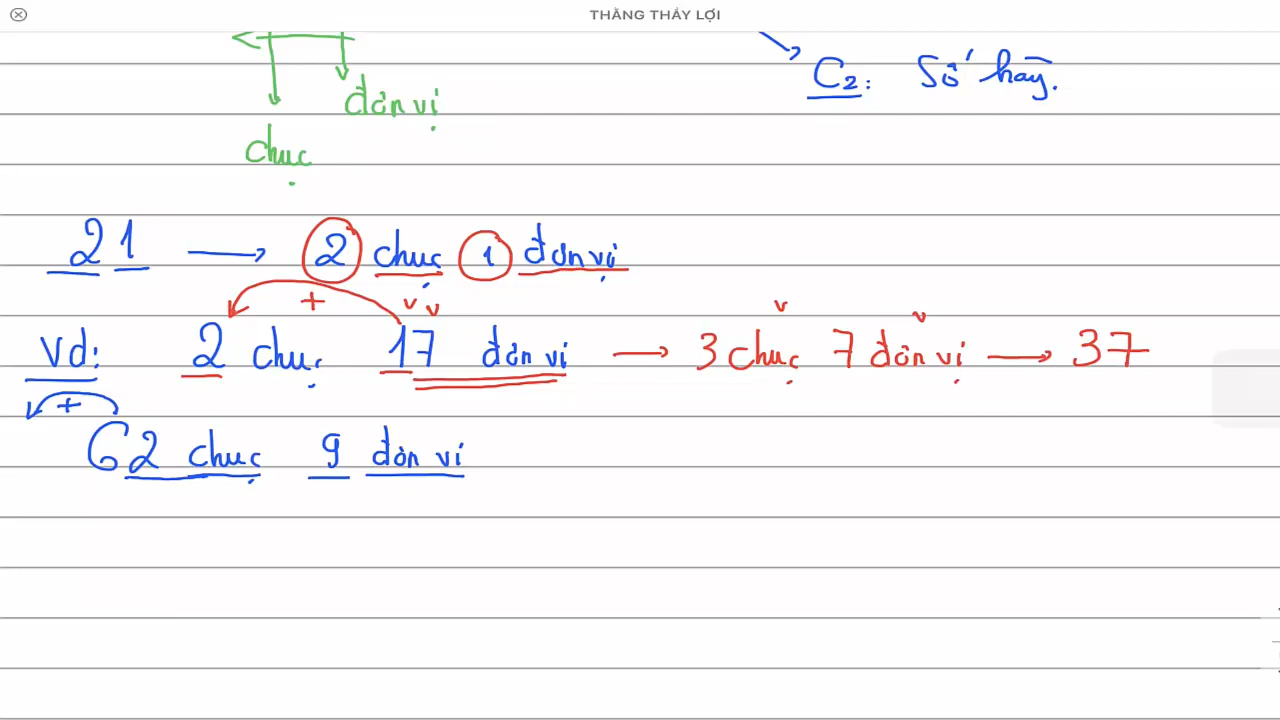 THẰNG THẦY LỢI
C2: Số hay.
đơn vị
chục
21 → 2 chục 1 đơn vị
+
Vd: 2 chục 17 đơn vị → 3 chục 7 đơn vị → 37
+
62 chục 9 đơn vi